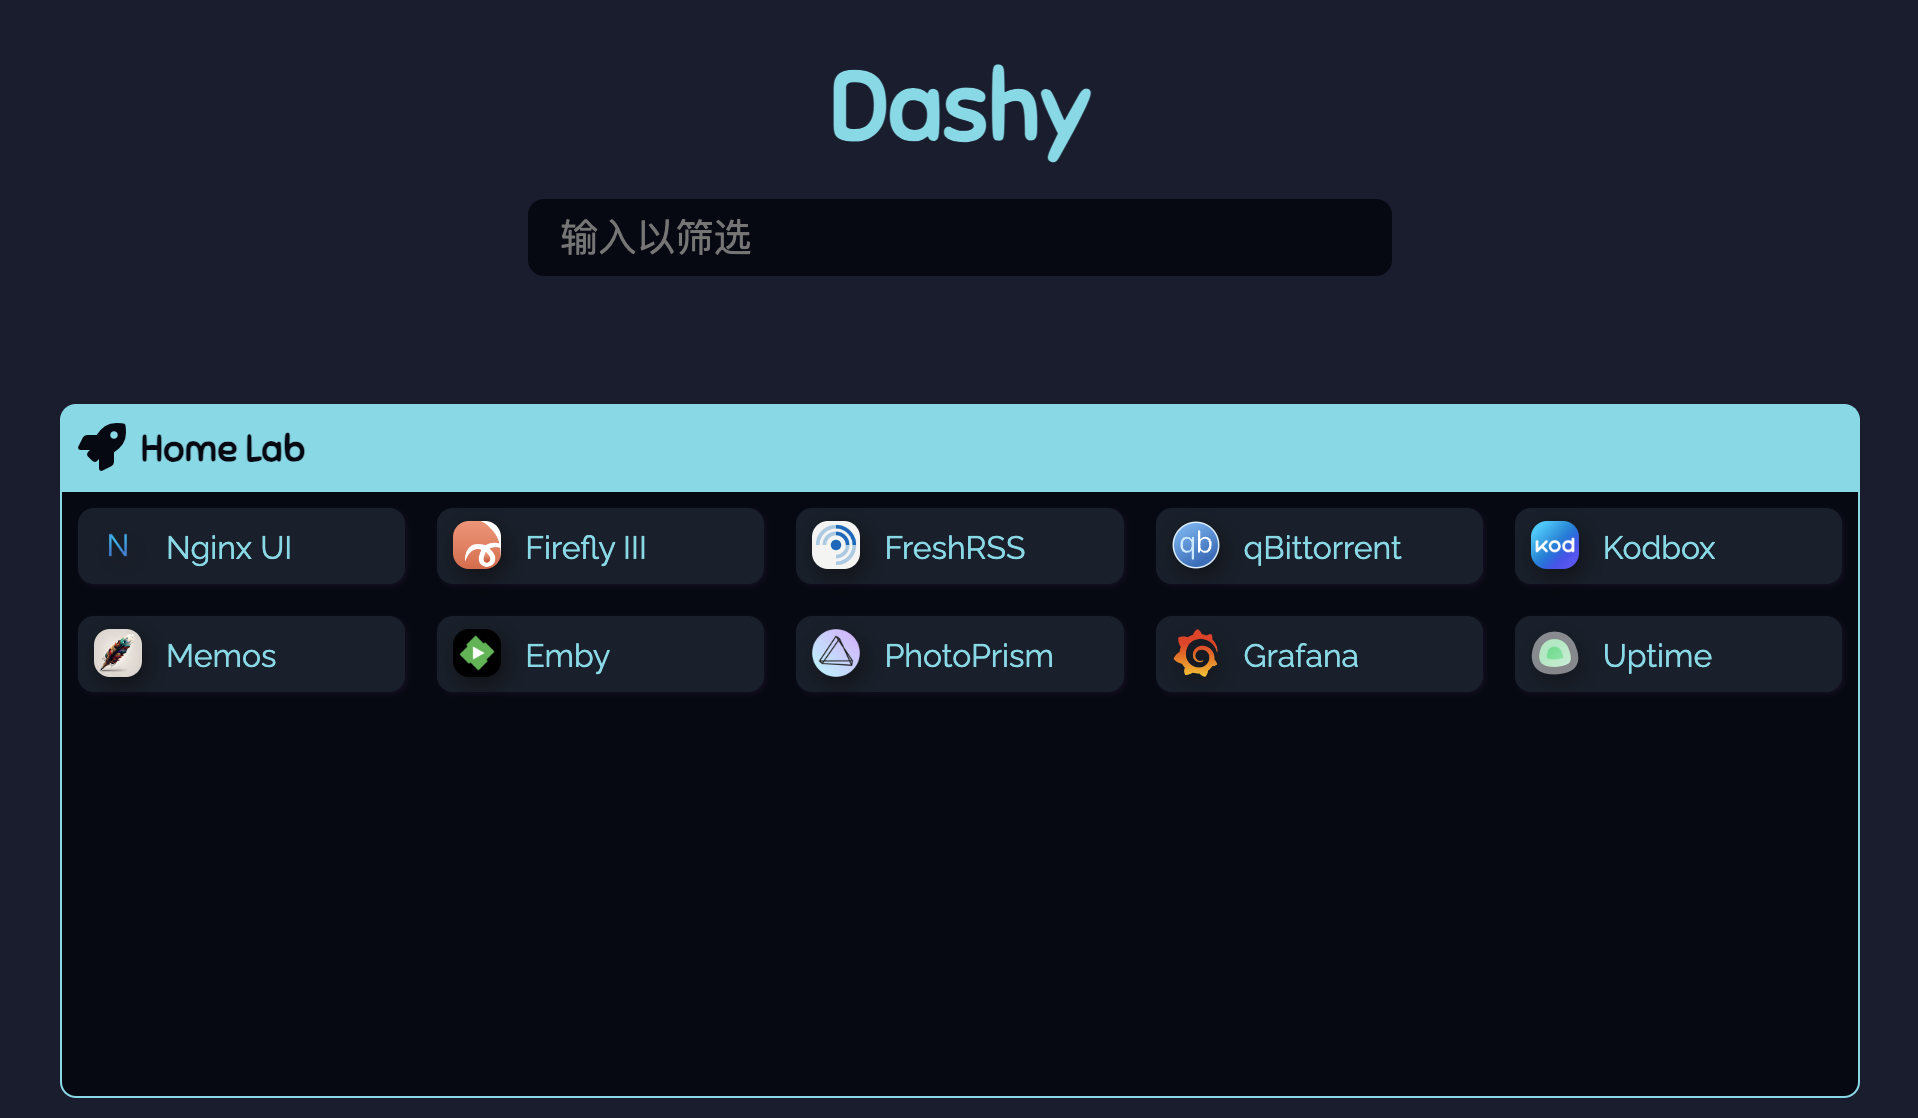 Dashy
输入以筛选
Home Lab
N Nginx UI
Firefly III
FreshRSS
qb qBittorrent
kod Kodbox
Memos
Emby
PhotoPrism
Grafana
Uptime